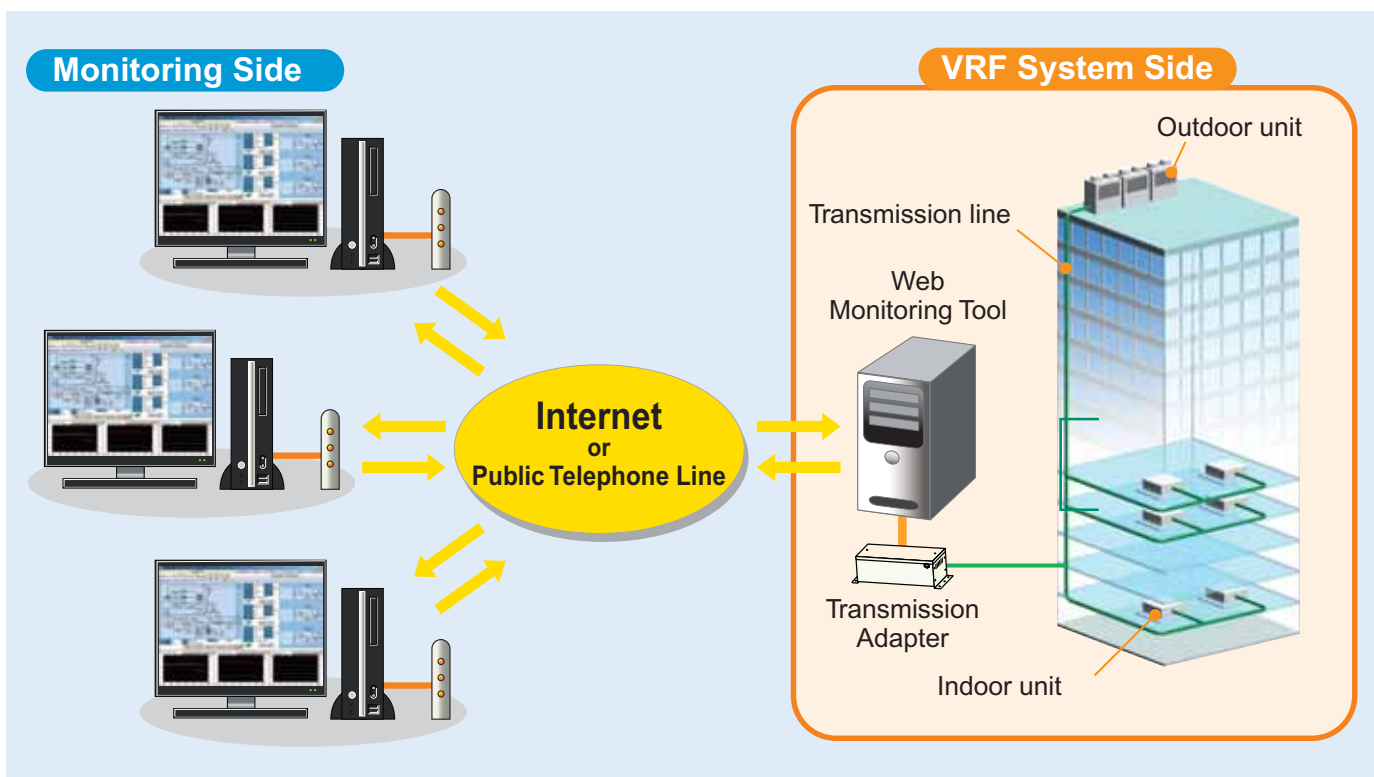 Monitoring Side
VRF System Side
Outdoor unit
Transmission line
Web
Monitoring Tool
Internet
or
Public Telephone Line
Transmission
Adapter
Indoor unit